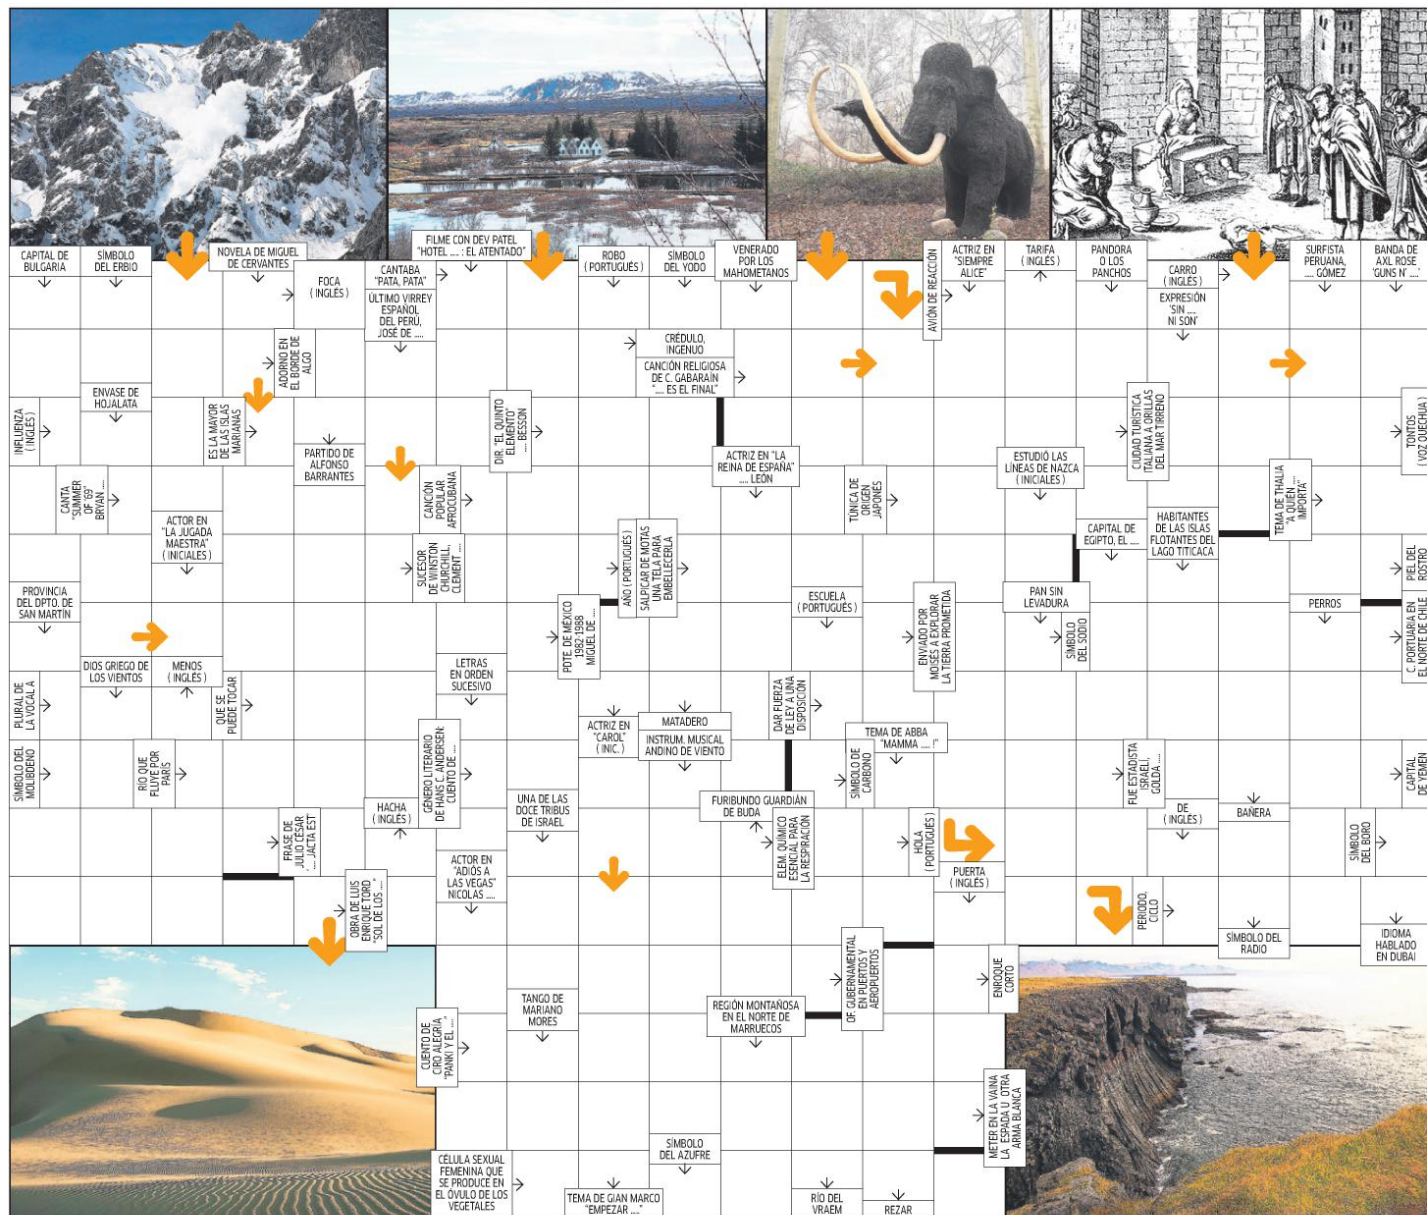 CAPITAL DE
BULGARIA
SÍMBOLO
DEL ERBIO
NOVELA DE MIGUEL
DE CERVANTES
FOCA
( INGLÉS )
CANTABA
"PATA, PATA"
ÚLTIMO VIRREY
ESPAÑOL
DEL PERÚ,
JOSÉ DE .....
FILME CON DEV PATEL
"HOTEL ..... : EL ATENTADO"
ROBO
( PORTUGUÉS )
SÍMBOLO
DEL YODO
VENERADO
POR LOS
MAHOMETANOS
AVIÓN DE REACCIÓN
ACTRIZ EN
"SIEMPRE
ALICE"
TARIFA
( INGLÉS )
PANDORA
O LOS
PANCHOS
CARRO
( INGLÉS )
EXPRESIÓN
'SIN .....
NI SON'
SURFISTA
PERUANA,
..... GÓMEZ
BANDA DE
AXL ROSE
'GUNS N' .....'
ADORNO EN
EL BORDE DE
ALGO
CRÉDULO,
INGENUO
CANCIÓN RELIGIOSA
DE C. GABARAÍN
"..... ES EL FINAL"
ENVASE DE
HOJALATA
INFLUENZA
( INGLÉS )
ES LA MAYOR
DE LAS ISLAS
MARIANAS
PARTIDO DE
ALFONSO
BARRANTES
DIR. "EL QUINTO
ELEMENTO"
..... BESSON
ACTRIZ EN "LA
REINA DE ESPAÑA"
..... LEÓN
ESTUDIÓ LAS
LÍNEAS DE NAZCA
( INICIALES )
CIUDAD TURÍSTICA
ITALIANA A ORILLAS
DEL MAR TIRRENO
TONTOS
( VOZ QUECHUA )
CANTA
"SUMMER
OF '69"
BRYAN .....
ACTOR EN
"LA JUGADA
MAESTRA"
( INICIALES )
CANCIÓN
POPULAR
AFROCUBANA
TÚNICA DE
ORIGEN
JAPONÉS
TEMA DE THALIA
"A QUIÉN .....
IMPORTA"
SUCESOR
DE WINSTON
CHURCHILL,
CLEMENT .....
AÑO ( PORTUGUÉS )
SALPICAR DE MOTAS
UNA TELA PARA
EMBELLECERLA
CAPITAL DE
EGIPTO, EL .....
HABITANTES
DE LAS ISLAS
FLOTANTES DEL
LAGO TITICACA
PIEL DEL
ROSTRO
PROVINCIA
DEL DPTO. DE
SAN MARTÍN
PDTE. DE MÉXICO
1982-1988
MIGUEL DE .....
ESCUELA
( PORTUGUÉS )
ENVIADO POR
MOISÉS A EXPLORAR
LA TIERRA PROMETIDA
PAN SIN
LEVADURA
SÍMBOLO
DEL SODIO
PERROS
C. PORTUARIA EN
EL NORTE DE CHILE
DIOS GRIEGO DE
LOS VIENTOS
MENOS
( INGLÉS )
LETRAS
EN ORDEN
SUCESIVO
PLURAL DE
LA VOCAL A
QUE SE
PUEDE TOCAR
ACTRIZ EN
"CAROL"
( INIC. )
MATADERO
INSTRUM. MUSICAL
ANDINO DE VIENTO
DAR FUERZA
DE LEY A UNA
DISPOSICIÓN
TEMA DE ABBA
"MAMMA ..... !"
SÍMBOLO DEL
MOLIBDENO
RÍO QUE
FLUYE POR
PARÍS
GÉNERO LITERARIO
DE HANS C. ANDERSEN:
CUENTO DE .....
SÍMBOLO DE
CARBONO
FUE ESTADISTA
ISRAELÍ,
GOLDA .....
CAPITAL
DE YEMEN
HACHA
( INGLÉS )
UNA DE LAS
DOCE TRIBUS
DE ISRAEL
FURIBUNDO GUARDIÁN
DE BUDA
DE
( INGLÉS )
BAÑERA
FRASE DE
JULIO CÉSAR
"..... JACTA EST"
ACTOR EN
"ADIÓS A
LAS VEGAS"
NICOLAS .....
ELEM. QUÍMICO
ESENCIAL PARA
LA RESPIRACIÓN
HOLA
( PORTUGUÉS )
PUERTA
( INGLÉS )
SÍMBOLO
DEL BORO
OBRA DE LUIS
ENRIQUE TORD
"SOL DE LOS ....."
PERIODO,
CICLO
SÍMBOLO DEL
RADIO
IDIOMA
HABLADO
EN DUBAI
CUENTO DE
CIRO ALEGRÍA
"PANKI Y EL ....."
TANGO DE
MARIANO
MORES
REGIÓN MONTAÑOSA
EN EL NORTE DE
MARRUECOS
OF. GUBERNAMENTAL
EN PUERTOS Y
AEROPUERTOS
ENROQUE
CORTO
METER EN LA VAINA
LA ESPADA U OTRA
ARMA BLANCA
CÉLULA SEXUAL
FEMENINA QUE
SE PRODUCE EN
EL ÓVULO DE LOS
VEGETALES
SÍMBOLO
DEL AZUFRE
TEMA DE GIAN MARCO
"EMPEZAR ....."
RÍO DEL
VRAEM
REZAR